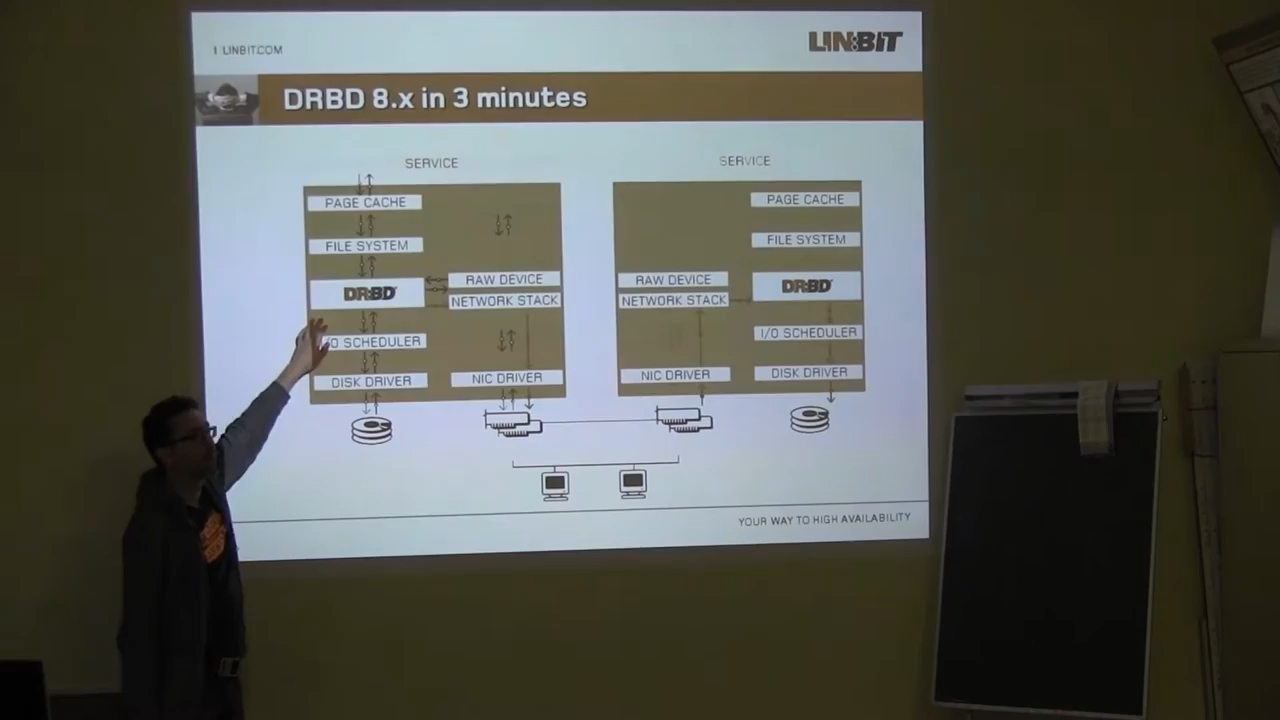 I LINBIT.COM
LINBIT
DRBD 8.x in 3 minutes
SERVICE
PAGE CACHE
FILE SYSTEM
DRBD
RAW DEVICE
NETWORK STACK
I/O SCHEDULER
DISK DRIVER
NIC DRIVER
SERVICE
PAGE CACHE
FILE SYSTEM
RAW DEVICE
NETWORK STACK
DRBD
I/O SCHEDULER
NIC DRIVER
DISK DRIVER
YOUR WAY TO HIGH AVAILABILITY